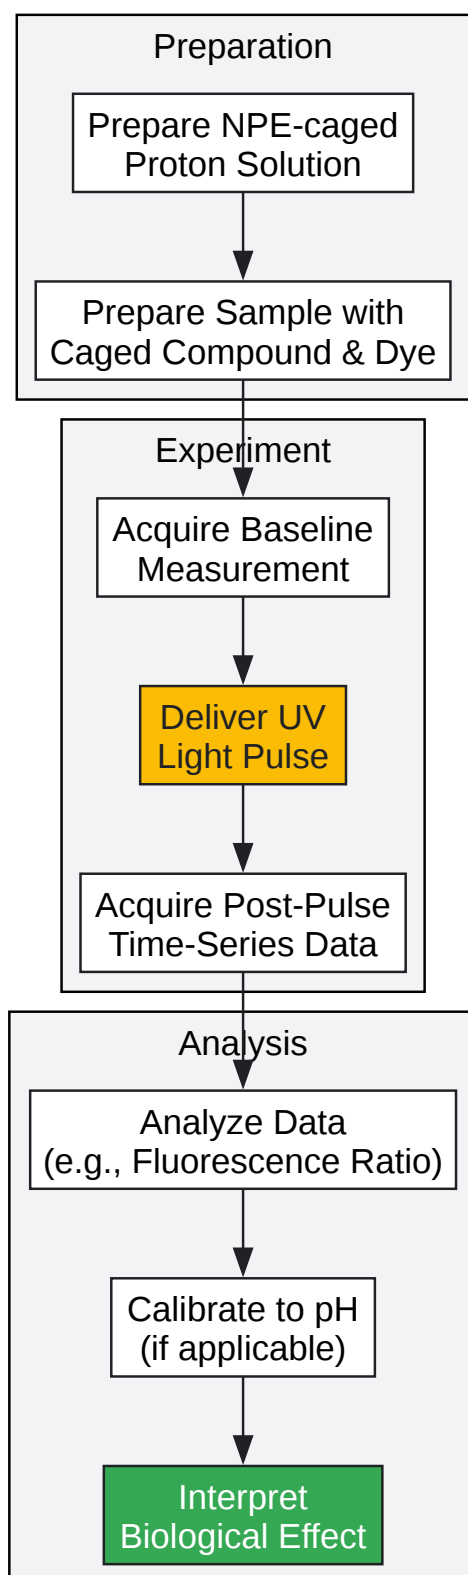 Preparation
Prepare NPE-caged
Proton Solution
Prepare Sample with
Caged Compound & Dye
Experiment
Acquire Baseline
Measurement
Deliver UV
Light Pulse
Acquire Post-Pulse
Time-Series Data
Analysis
Analyze Data
(e.g., Fluorescence Ratio)
Calibrate to pH
(if applicable)
Interpret
Biological Effect